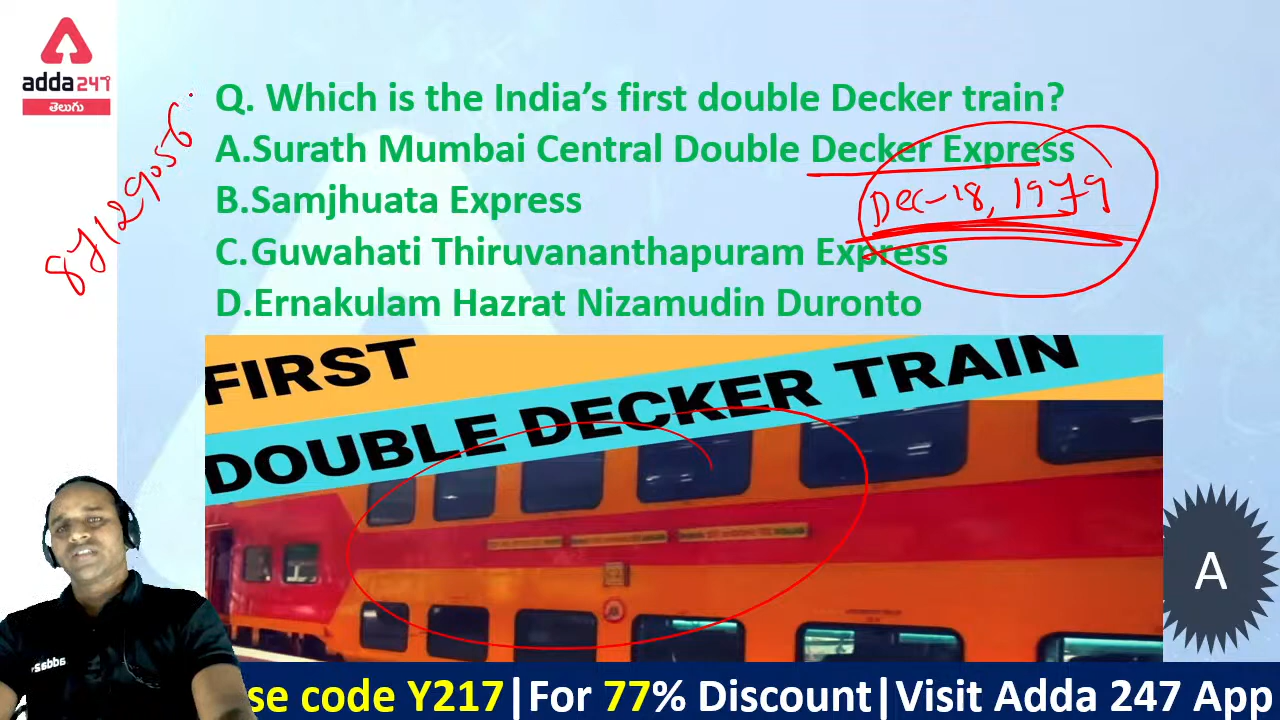 adda247
తెలుగు
87129056
Q. Which is the India's first double Decker train?
A.Surath Mumbai Central Double Decker Express
Dec-18, 1979
B.Samjhuata Express
C.Guwahati Thiruvananthapuram Express
D.Ernakulam Hazrat Nizamudin Duronto
FIRST
DOUBLE DECKER TRAIN
A
adda2
se code Y217|For 77% Discount|Visit Adda 247 App